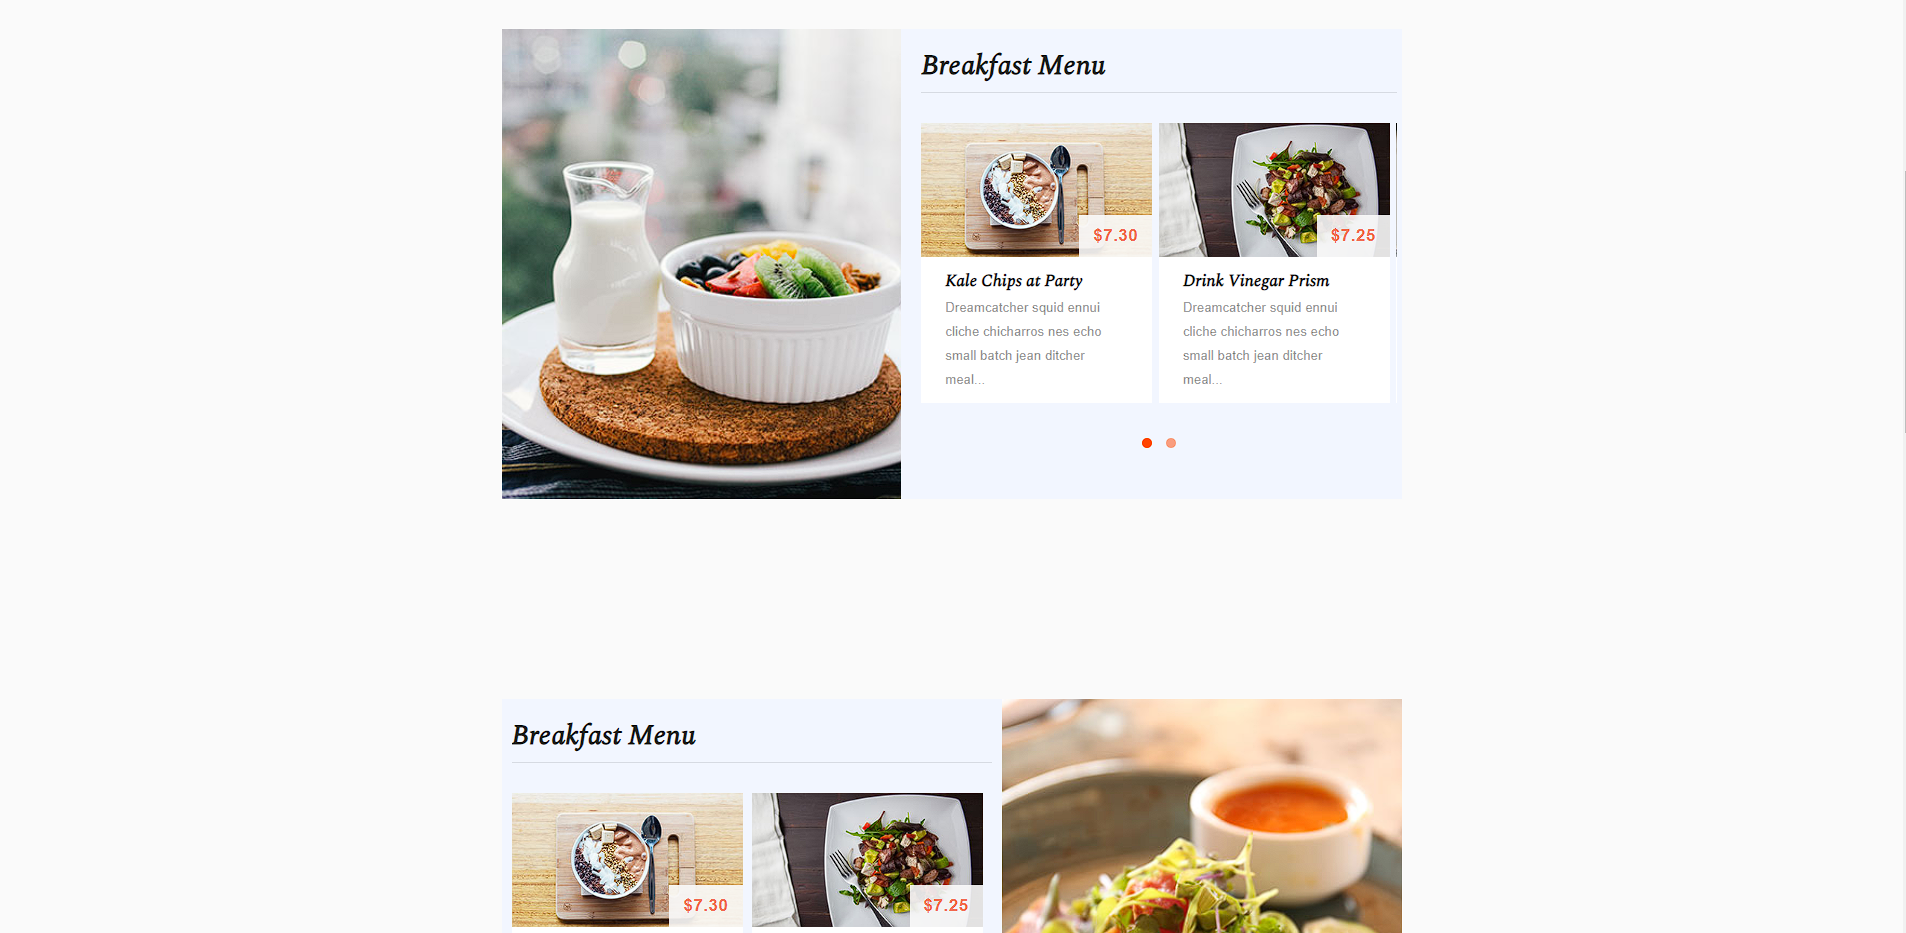 Breakfast Menu
$7.30
$7.25
Kale Chips at Party
Dreamcatcher squid ennui
cliche chicharros nes echo
small batch jean ditcher
meal...
Drink Vinegar Prism
Dreamcatcher squid ennui
cliche chicharros nes echo
small batch jean ditcher
meal...
Breakfast Menu
$7.30
$7.25